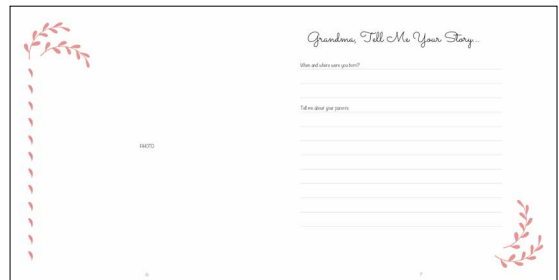 PHOTO
Grandma, Tell Me Your Story...
When and where were you born?
Tell me about your parents